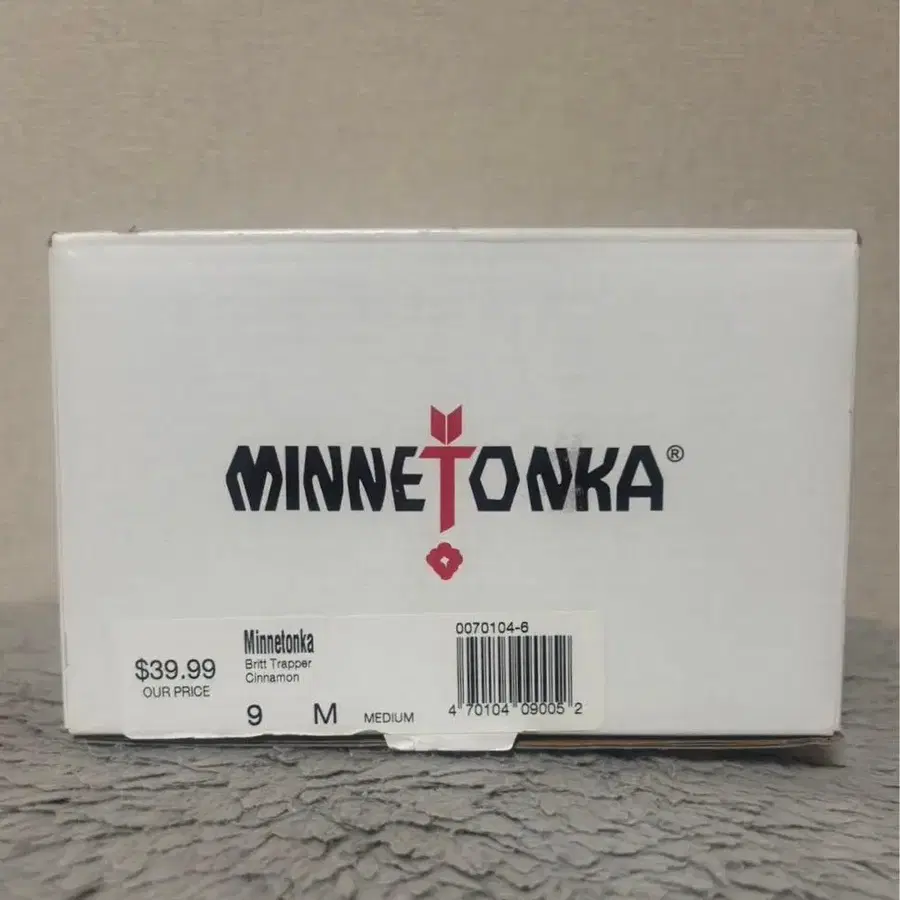 MINNETONKA®
$39.99
OUR PRICE
Minnetonka
Britt Trapper
Cinnamon
9 M MEDIUM
0070104-6
4 70104 09005 2